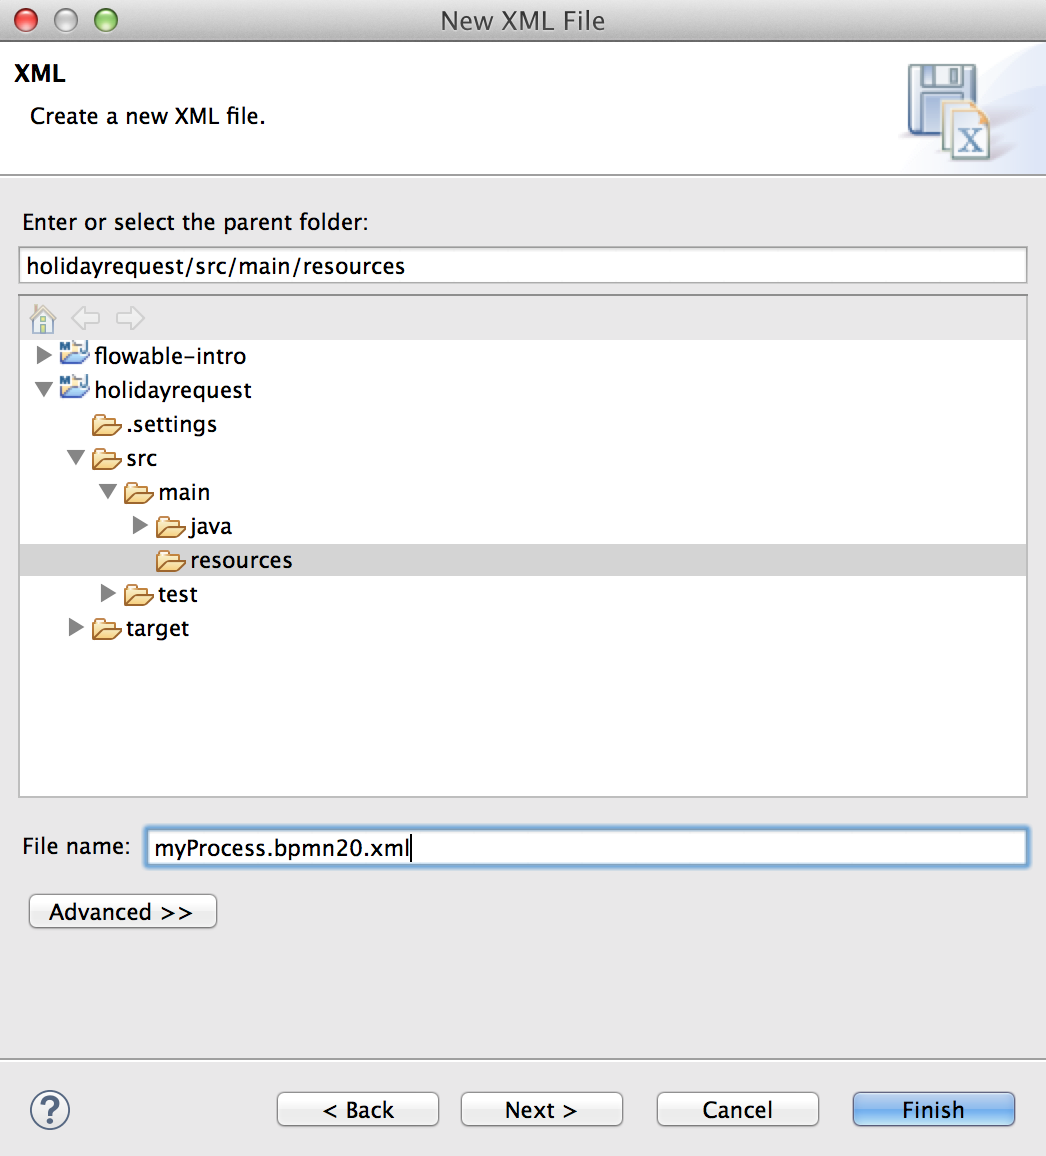 New XML File
XML
Create a new XML file.
X
Enter or select the parent folder:
holidayrequest/src/main/resources
M J flowable-intro
M J holidayrequest
.settings
src
main
java
resources
test
target
File name: myProcess.bpmn20.xml
Advanced >>
? < Back Next > Cancel Finish